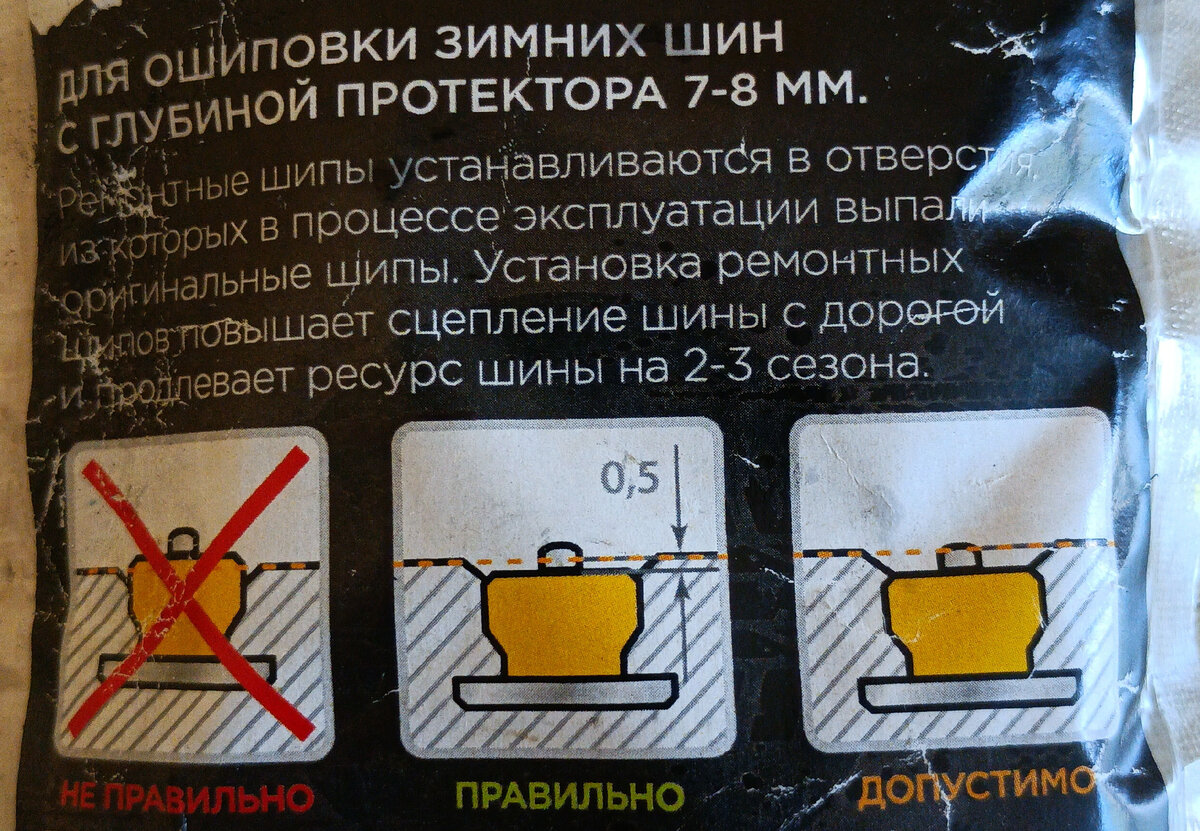 ДЛЯ ОШИПОВКИ ЗИМНИХ ШИН
С ГЛУБИНОЙ ПРОТЕКТОРА 7-8 ММ.
Ремонтные шипы устанавливаются в отверстия,
из которых в процессе эксплуатации выпали
оригинальные шипы. Установка ремонтных
шипов повышает сцепление шины с дорогой
и продлевает ресурс шины на 2-3 сезона.
0,5
НЕ ПРАВИЛЬНО
ПРАВИЛЬНО
ДОПУСТИМО